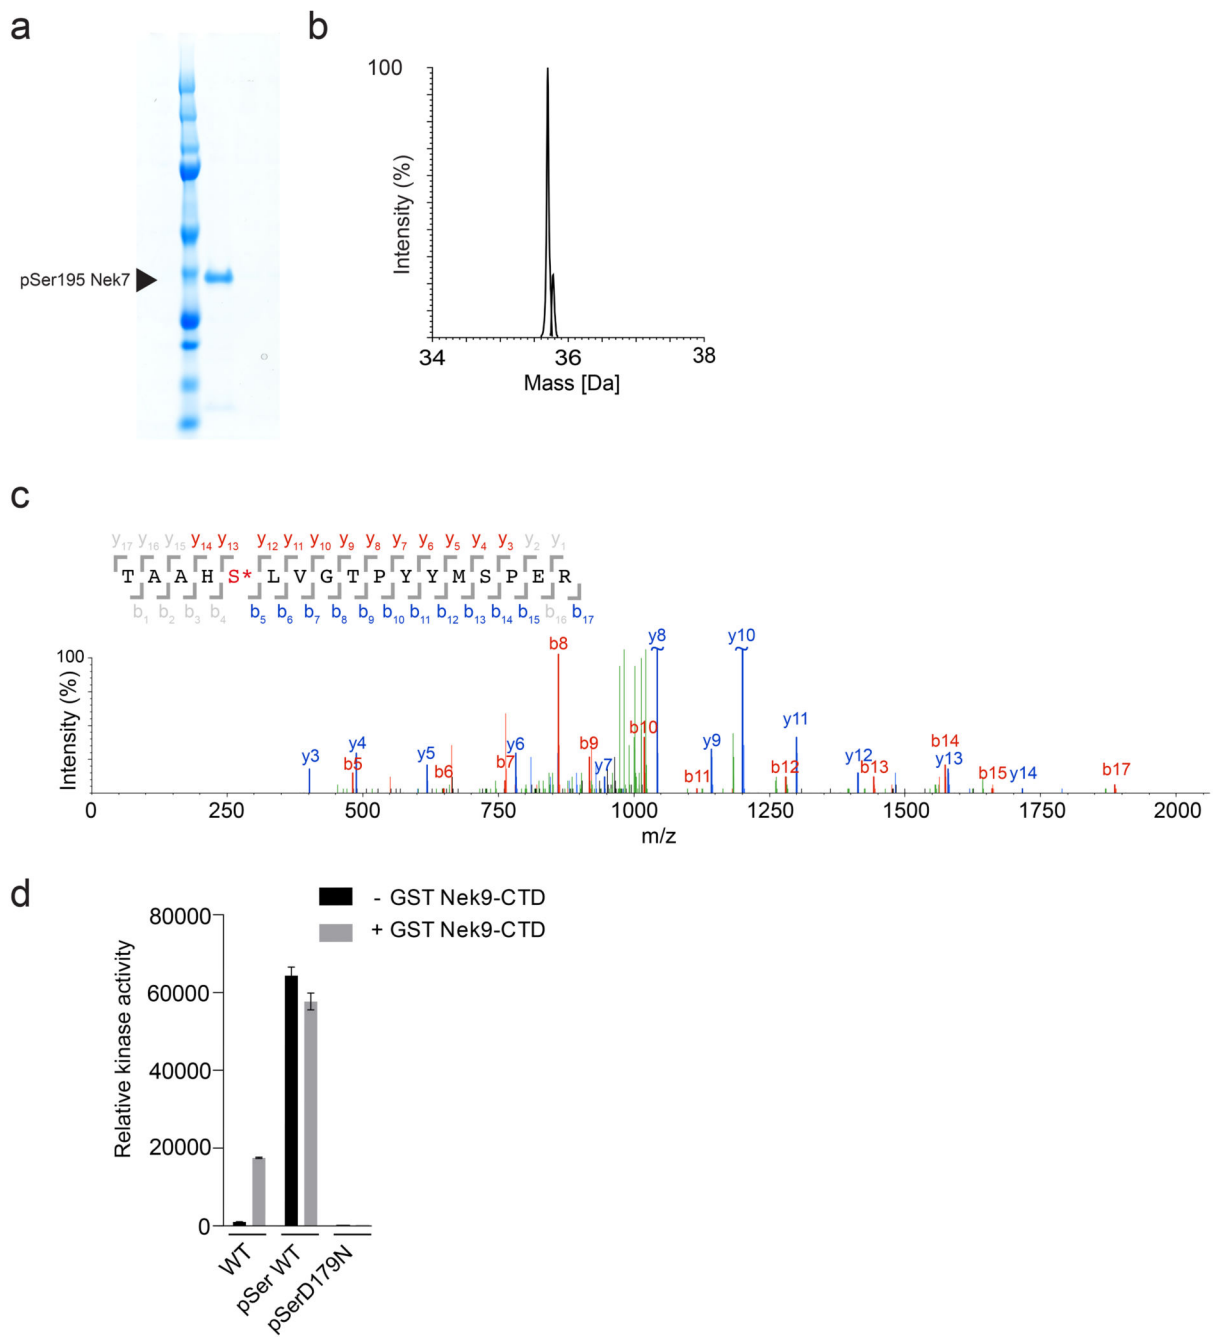 a
b
pSer195 Nek7
100
Intensity (%)
34 36 38
Mass [Da]
c
y17 y16 y15 y14 y13 y12 y11 y10 y9 y8 y7 y6 y5 y4 y3 y2 y1
T A A H S* L V G T P Y Y M S P E R
b1 b2 b3 b4 b5 b6 b7 b8 b9 b10 b11 b12 b13 b14 b15 b16 b17
100
Intensity (%)
y3 b5 y4 y5 b6 b7 y6 b8 b9 y7 b10 y8 b11 y9 y10 b12 y11 y12 b13 b14 y13 b15 y14 b17
0 250 500 750 1000 1250 1500 1750 2000
m/z
d
- GST Nek9-CTD
+ GST Nek9-CTD
Relative kinase activity
80000
60000
40000
20000
0
WT
pSer WT
pSerD179N